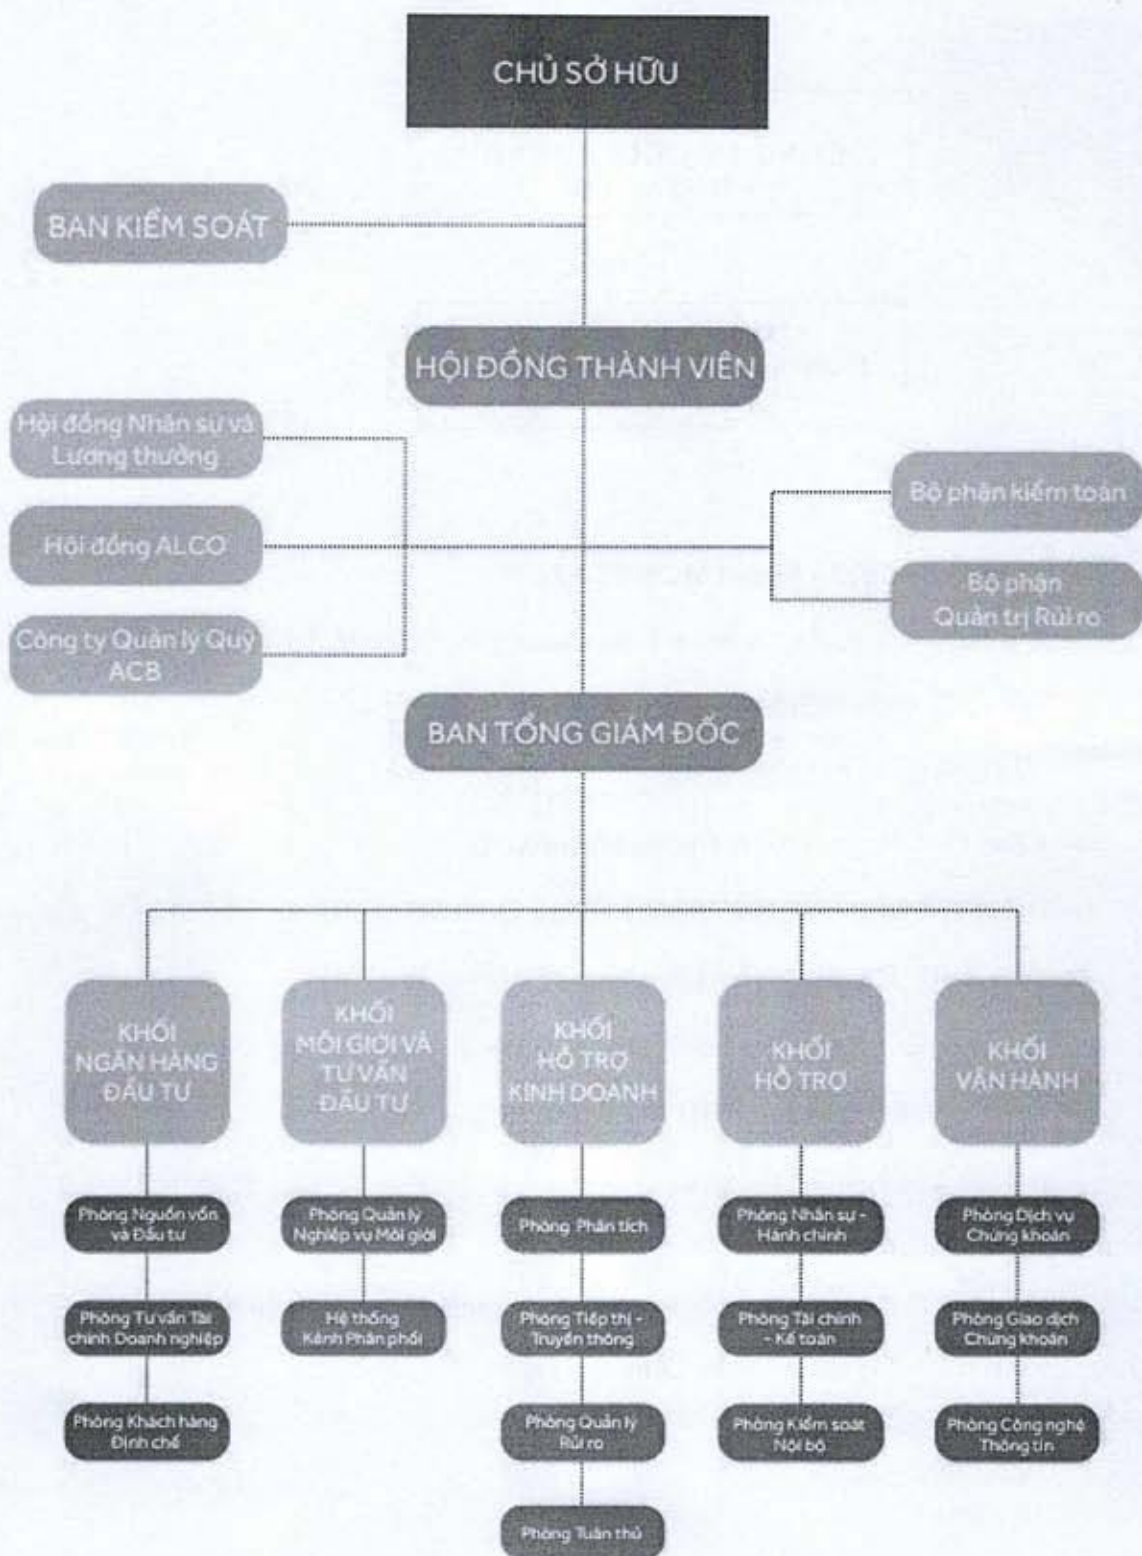 CHỦ SỞ HỮU
BAN KIỂM SOÁT
HỘI ĐỒNG THÀNH VIÊN
Hội đồng Nhân sự và
Lương thưởng
Hội đồng ALCO
Công ty Quản lý Quỹ
ACB
Bộ phận kiểm toán
Bộ phận
Quản trị Rủi ro
BAN TỔNG GIÁM ĐỐC
KHỐI
NGÂN HÀNG
ĐẦU TƯ
KHỐI
MÔI GIỚI VÀ
TƯ VẤN
ĐẦU TƯ
KHỐI
HỖ TRỢ
KINH DOANH
KHỐI
HỖ TRỢ
KHỐI
VẬN HÀNH
Phòng Nguồn vốn
và Đầu tư
Phòng Tư vấn Tài
chính Doanh nghiệp
Phòng Khách hàng
Định chế
Phòng Quản lý
Nghiệp vụ Môi giới
Hệ thống
Kênh Phân phối
Phòng Phân tích
Phòng Tiếp thị -
Truyền thông
Phòng Quản lý
Rủi ro
Phòng Tuân thủ
Phòng Nhân sự -
Hành chính
Phòng Tài chính
- Kế toán
Phòng Kiểm soát
Nội bộ
Phòng Dịch vụ
Chứng khoán
Phòng Giao dịch
Chứng khoán
Phòng Công nghệ
Thông tin